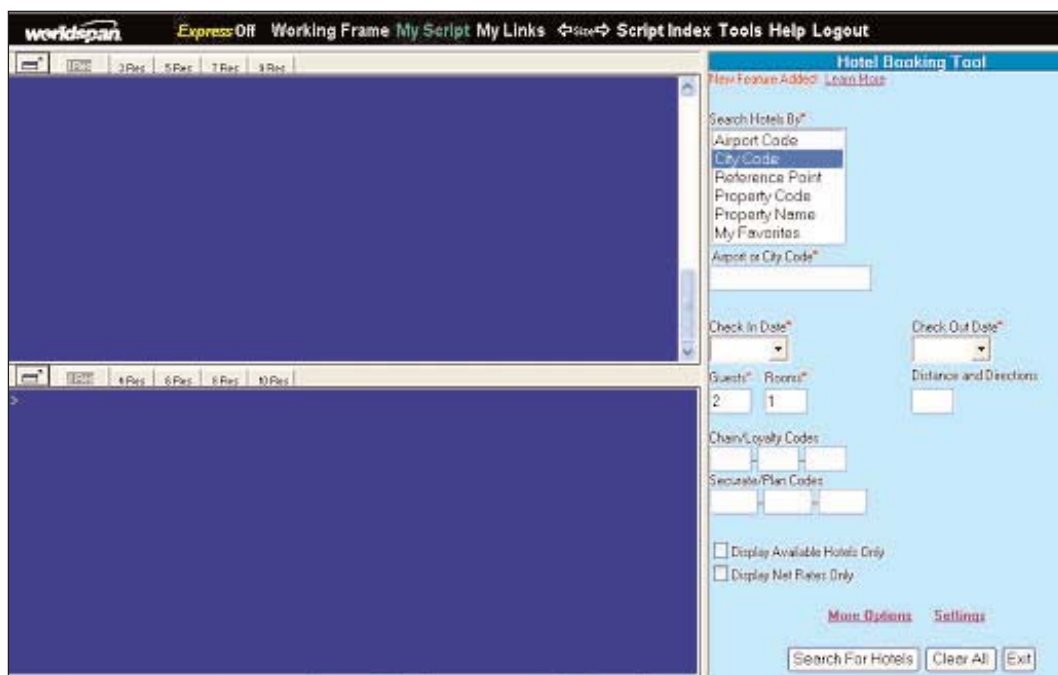 worldspan Express Off Working Frame My Script My Links Size Script Index Tools Help Logout
3 Res 5 Res 7 Res 9 Res
Hotel Booking Tool
New Feature Added! Learn More
Search Hotels By*
Airport Code
City Code
Reference Point
Property Code
Property Name
My Favorites
Airport or City Code*
Check In Date* Check Out Date*
4 Res 6 Res 8 Res 10 Res
>
Guests* Rooms* Distance and Directions
2 1
Chain/Loyalty Codes
- -
Securate/Plan Codes
- -
Display Available Hotels Only
Display Net Rates Only
More Options Settings
Search For Hotels Clear All Exit